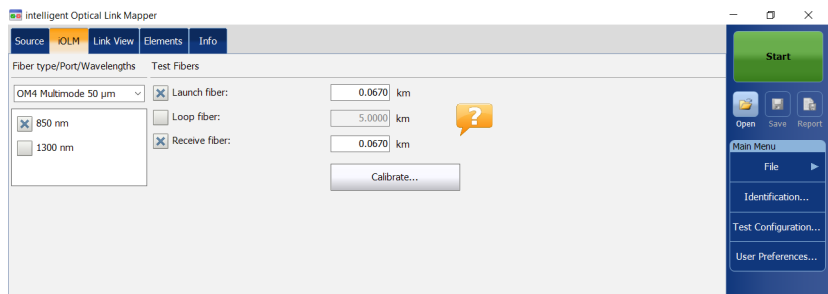 intelligent Optical Link Mapper
Source iOLM Link View Elements Info
Fiber type/Port/Wavelengths Test Fibers
OM4 Multimode 50 µm
850 nm
1300 nm
Launch fiber: 0.0670 km
Loop fiber: 5.0000 km
Receive fiber: 0.0670 km
?
Calibrate...
Start
Open Save Report
Main Menu
File
Identification...
Test Configuration...
User Preferences...